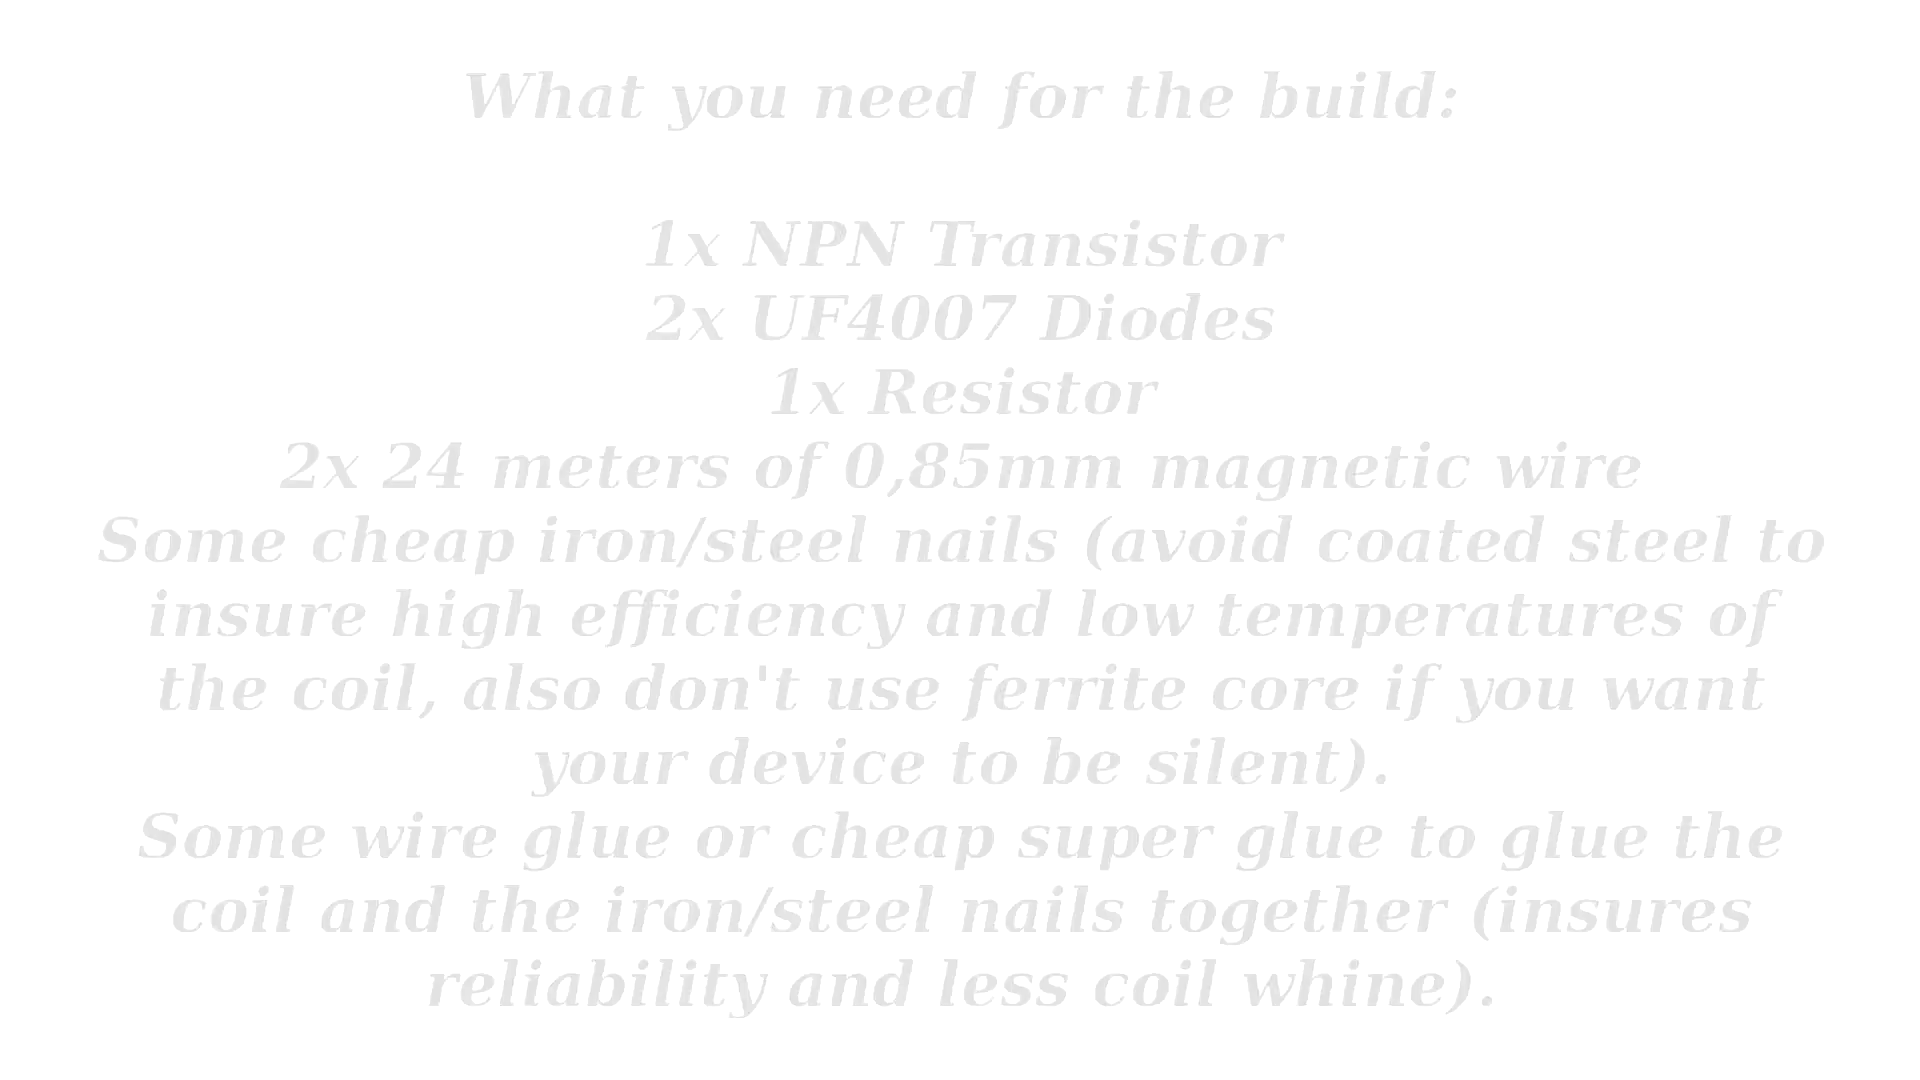 What you need for the build:
1x NPN Transistor
2x UF4007 Diodes
1x Resistor
2x 24 meters of 0,85mm magnetic wire
Some cheap iron/steel nails (avoid coated steel to
insure high efficiency and low temperatures of
the coil, also don't use ferrite core if you want
your device to be silent).
Some wire glue or cheap super glue to glue the
coil and the iron/steel nails together (insures
reliability and less coil whine).